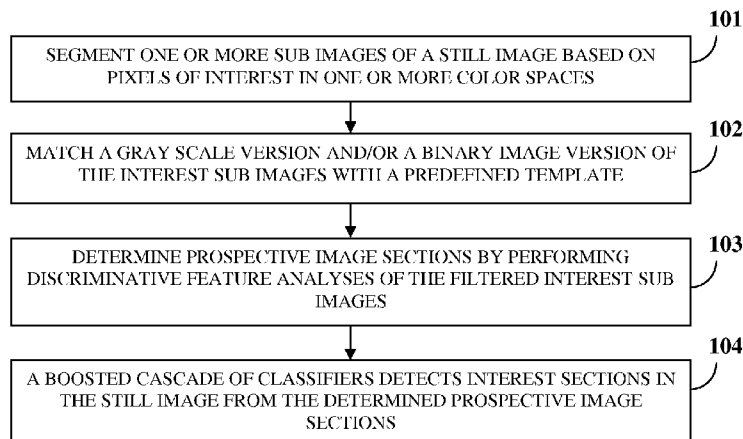 101
SEGMENT ONE OR MORE SUB IMAGES OF A STILL IMAGE BASED ON
PIXELS OF INTEREST IN ONE OR MORE COLOR SPACES
102
MATCH A GRAY SCALE VERSION AND/OR A BINARY IMAGE VERSION OF
THE INTEREST SUB IMAGES WITH A PREDEFINED TEMPLATE
103
DETERMINE PROSPECTIVE IMAGE SECTIONS BY PERFORMING
DISCRIMINATIVE FEATURE ANALYSES OF THE FILTERED INTEREST SUB
IMAGES
104
A BOOSTED CASCADE OF CLASSIFIERS DETECTS INTEREST SECTIONS IN
THE STILL IMAGE FROM THE DETERMINED PROSPECTIVE IMAGE
SECTIONS